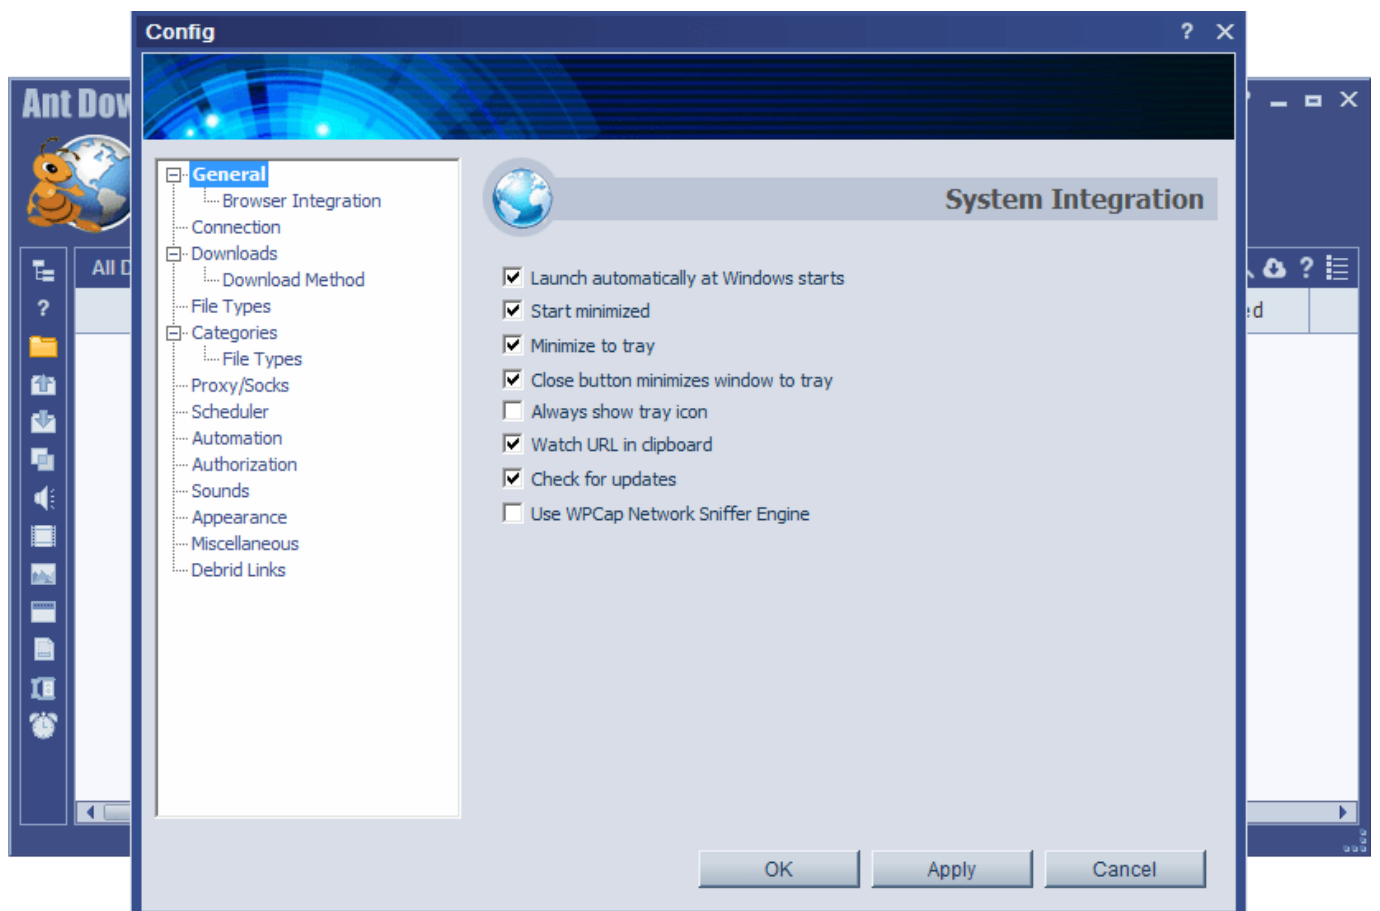 Config
?
Ant Dow
General
Browser Integration
Connection
Downloads
Download Method
File Types
Categories
File Types
Proxy/Socks
Scheduler
Automation
Authorization
Sounds
Appearance
Miscellaneous
Debrid Links
System Integration
Launch automatically at Windows starts
Start minimized
Minimize to tray
Close button minimizes window to tray
Always show tray icon
Watch URL in clipboard
Check for updates
Use WPCap Network Sniffer Engine
All D
?
?
ed
OK
Apply
Cancel